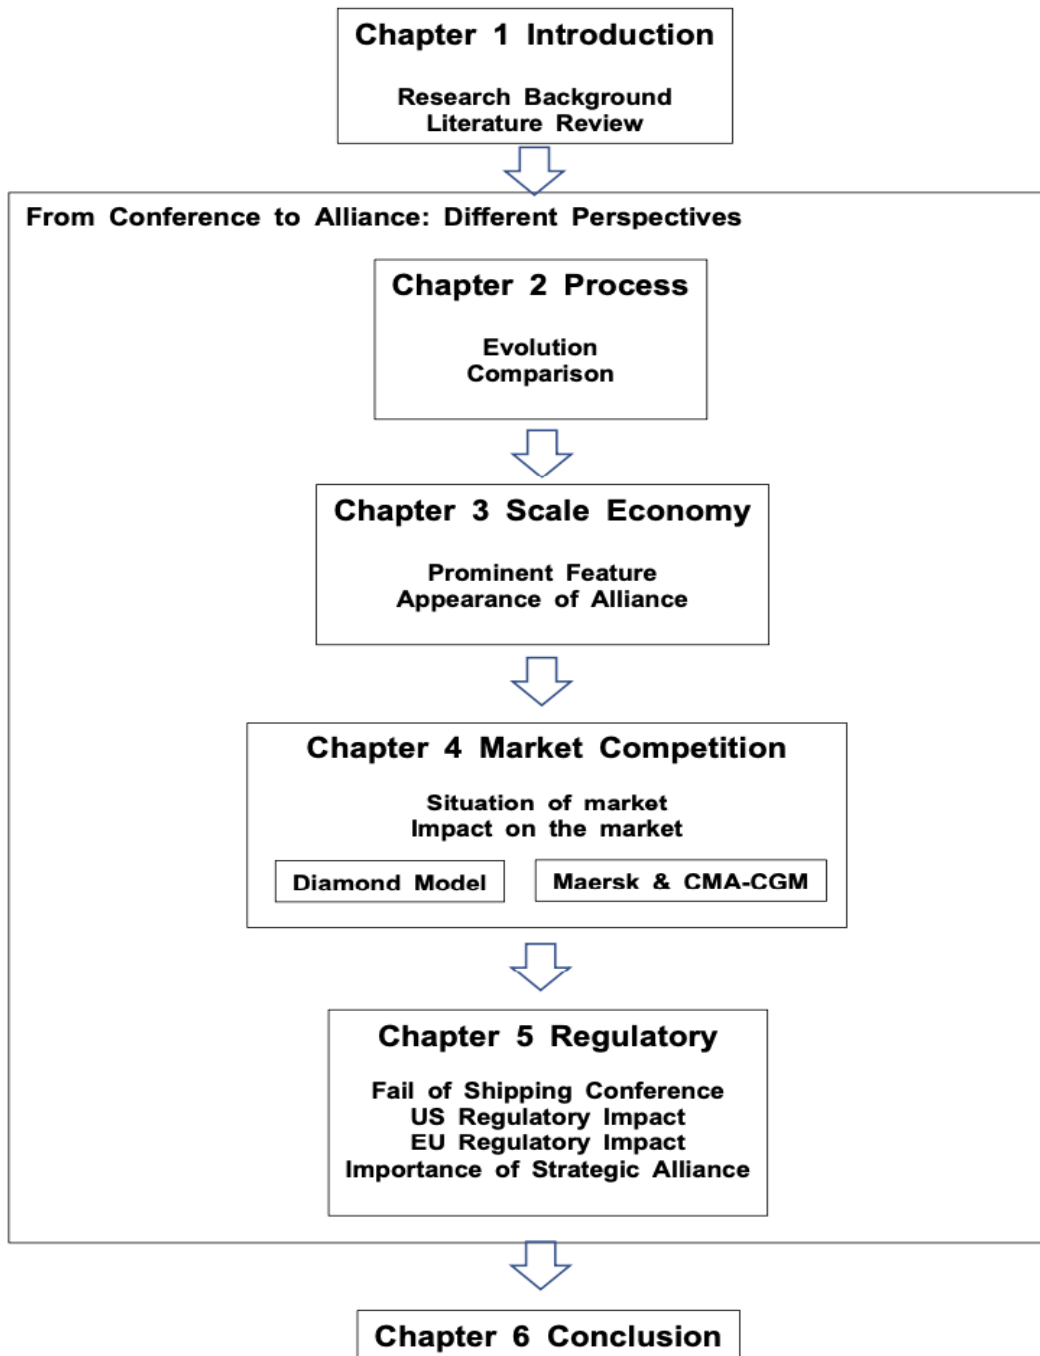 Chapter 1 Introduction
Research Background
Literature Review
From Conference to Alliance: Different Perspectives
Chapter 2 Process
Evolution
Comparison
Chapter 3 Scale Economy
Prominent Feature
Appearance of Alliance
Chapter 4 Market Competition
Situation of market
Impact on the market
Diamond Model
Maersk & CMA-CGM
Chapter 5 Regulatory
Fail of Shipping Conference
US Regulatory Impact
EU Regulatory Impact
Importance of Strategic Alliance
Chapter 6 Conclusion